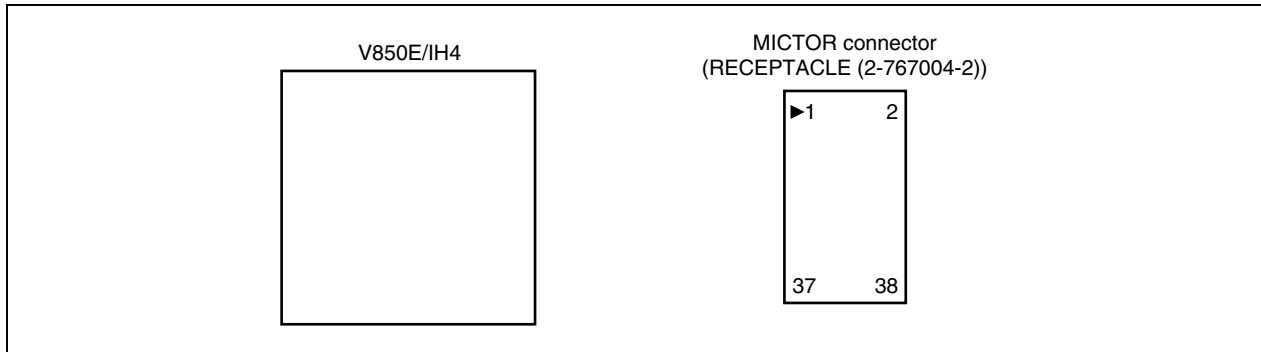 V850E/IH4
MICTOR connector
(RECEPTACLE (2-767004-2))
►1 2
37 38